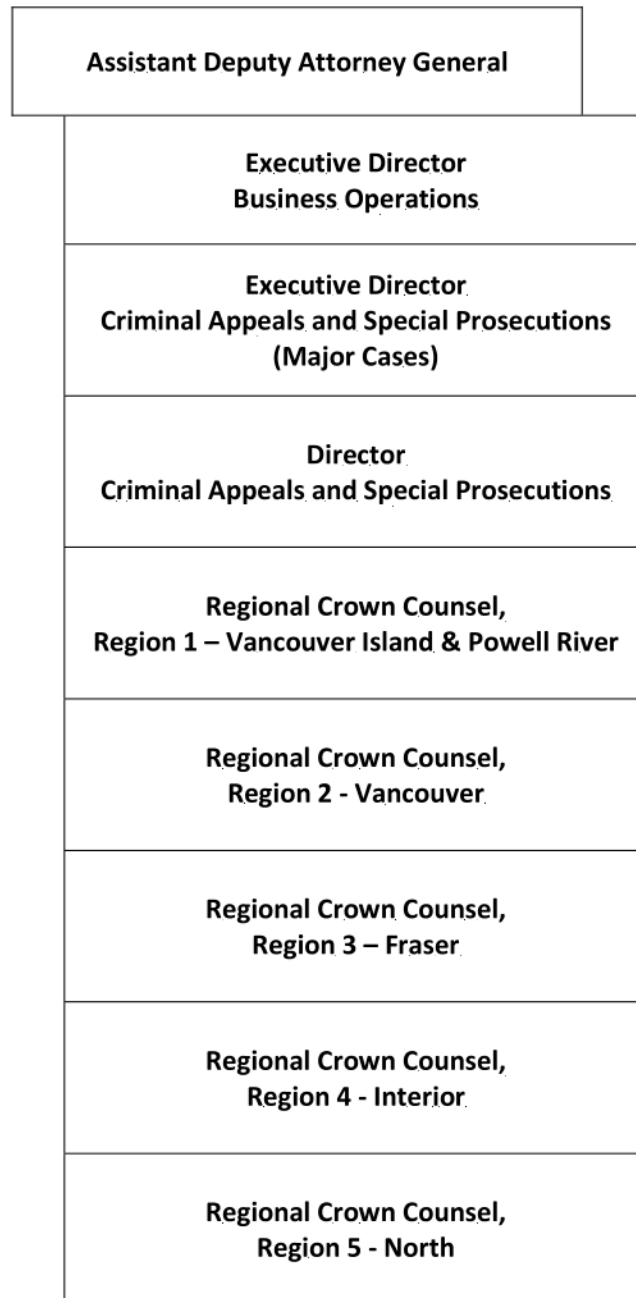 Assistant Deputy Attorney General
Executive Director
Business Operations
Executive Director
Criminal Appeals and Special Prosecutions
(Major Cases)
Director
Criminal Appeals and Special Prosecutions
Regional Crown Counsel,
Region 1 – Vancouver Island & Powell River
Regional Crown Counsel,
Region 2 - Vancouver
Regional Crown Counsel,
Region 3 – Fraser
Regional Crown Counsel,
Region 4 - Interior
Regional Crown Counsel,
Region 5 - North